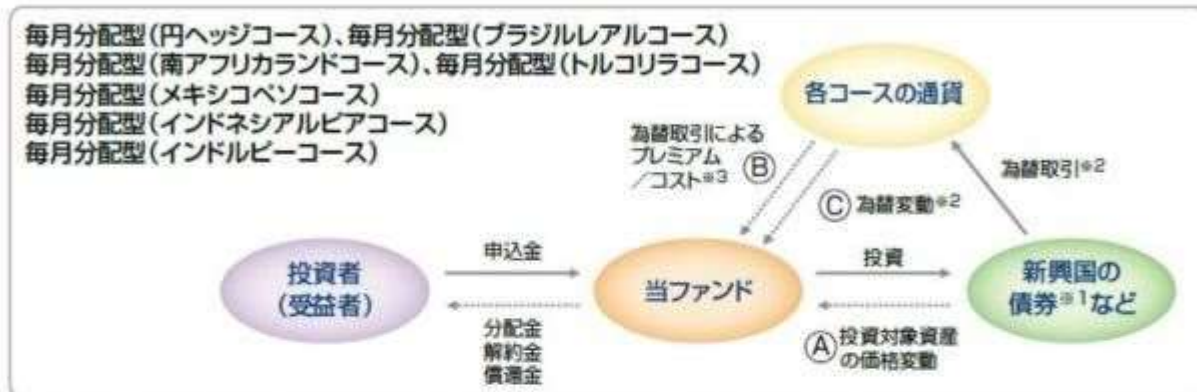 毎月分配型(円ヘッジコース)、毎月分配型(ブラジルレアルコース)
毎月分配型(南アフリカランドコース)、毎月分配型(トルコリラコース)
毎月分配型(メキシコペソコース)
毎月分配型(インドネシアルピアコース)
毎月分配型(インドルピーコース)
各コースの通貨
為替取引による
プレミアム
/コスト※3
Ⓑ
Ⓒ 為替変動※2
為替取引※2
投資者
(受益者)
申込金
分配金
解約金
償還金
当ファンド
投資
Ⓐ 投資対象資産
の価格変動
新興国の
債券※1など